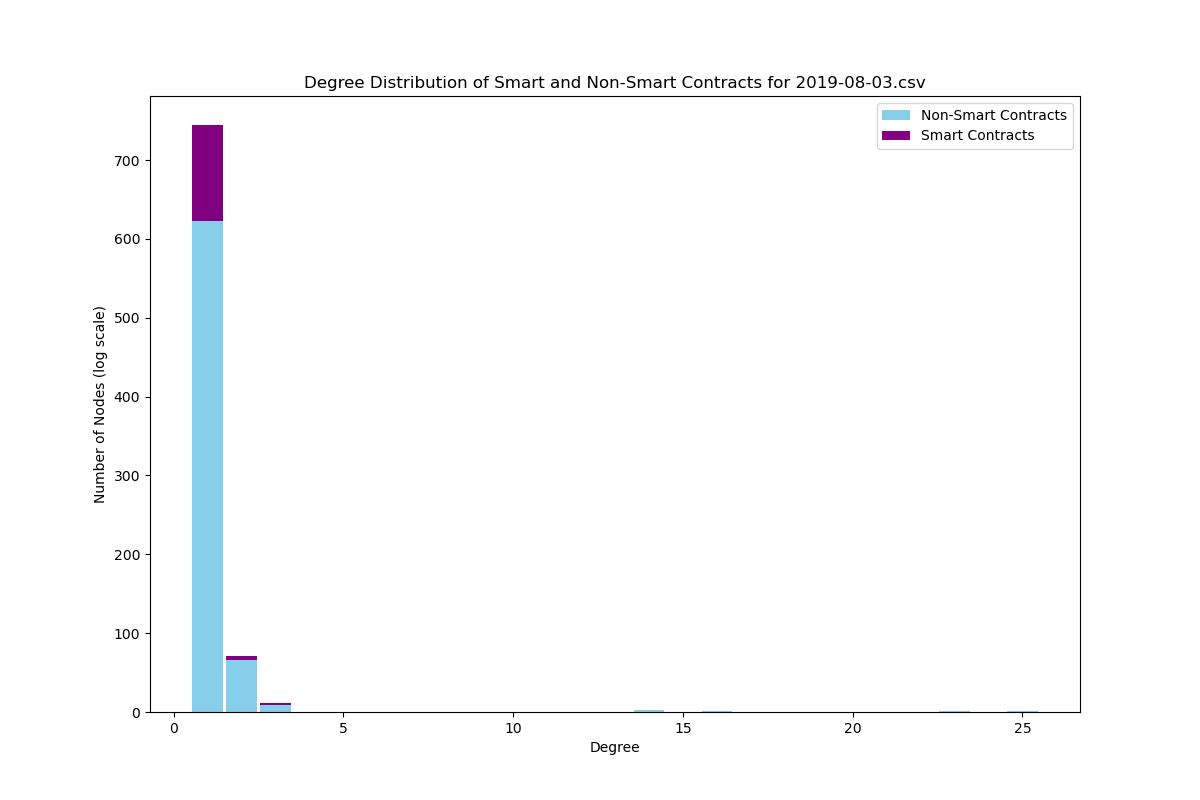 Degree Distribution of Smart and Non-Smart Contracts for 2019-08-03.csv
Non-Smart Contracts
Smart Contracts
Number of Nodes (log scale)
700
600
500
400
300
200
100
0
0 5 10 15 20 25
Degree